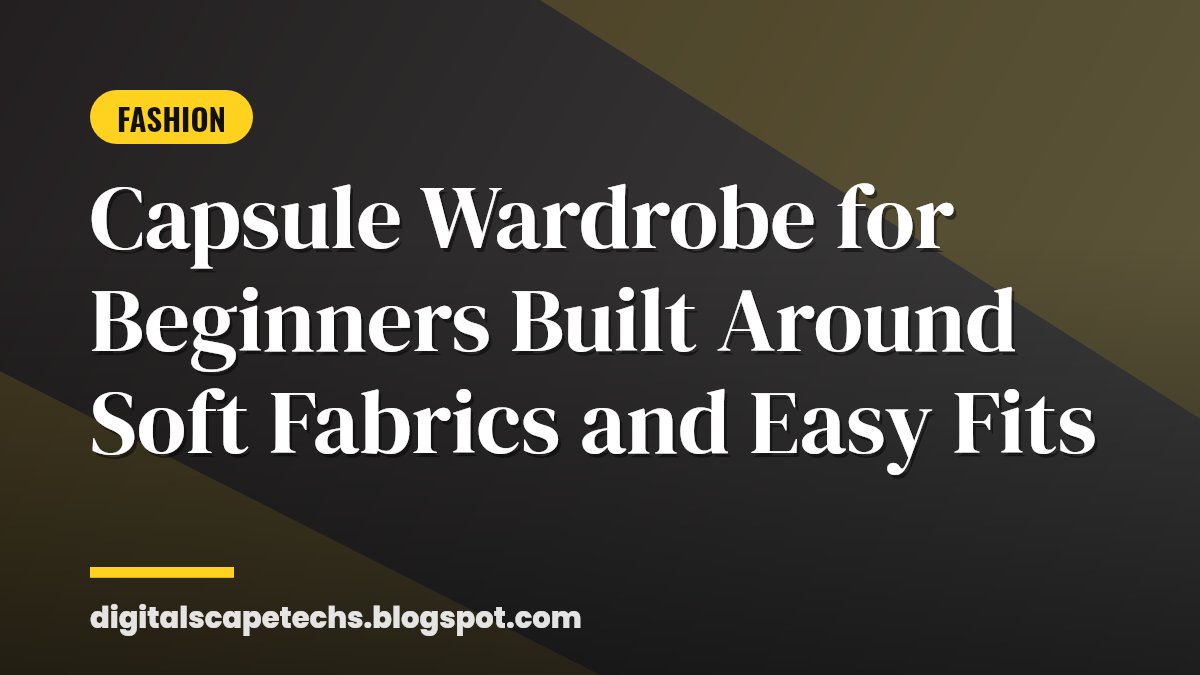 FASHION
Capsule Wardrobe for
Beginners Built Around
Soft Fabrics and Easy Fits
digitalscapetechs.blogspot.com